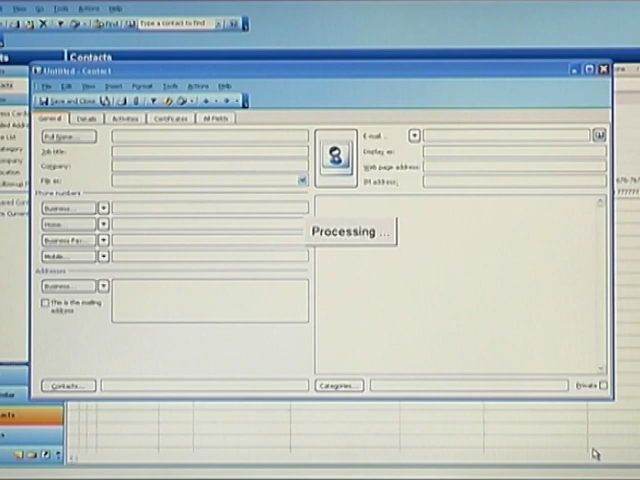 View Go Tools Actions Help
Find Type a contact to find
Contacts
Untitled - Contact
File Edit View Insert Format Tools Actions Help
Save and Close
General Details Activities Certificates All Fields
Full Name... E-mail...
Job title: Display as:
Company: Web page address:
File as: IM address:
Phone numbers
Business...
Home...
Processing ...
Business Fax...
Mobile...
Addresses
Business...
This is the mailing
address
Contacts... Categories... Private